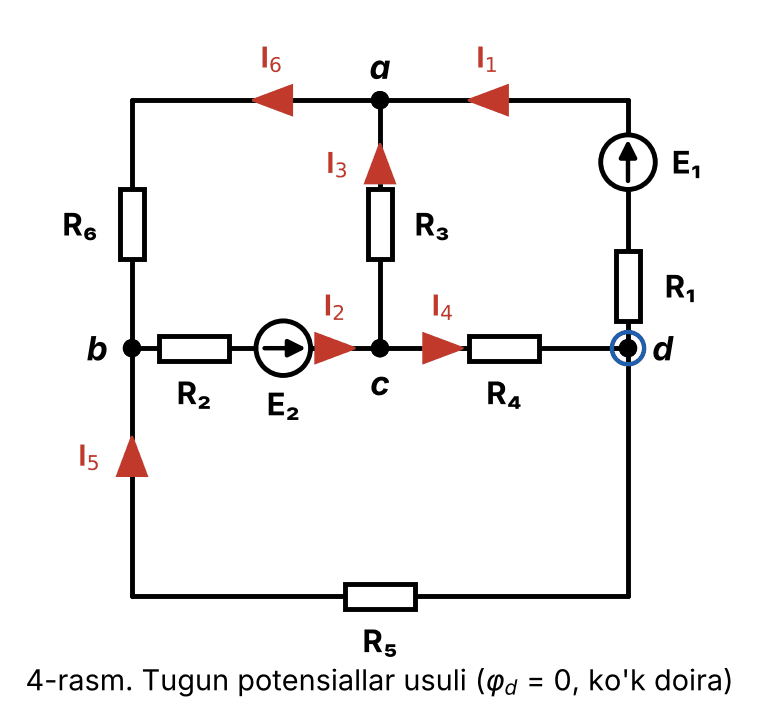 I₆
a
I₁
I₃
E₁
R₆
R₃
R₁
I₂
I₄
b
d
R₂
E₂
c
R₄
I₅
R₅
4-rasm. Tugun potensiallar usuli (φ_d = 0, ko'k doira)